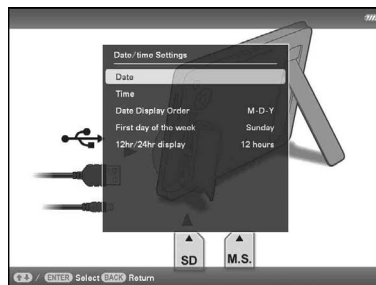 Date/time Settings
Date
Time
Date Display Order M-D-Y
First day of the week Sunday
12hr/24hr display 12 hours
SD M.S.
/ ENTER Select BACK Return